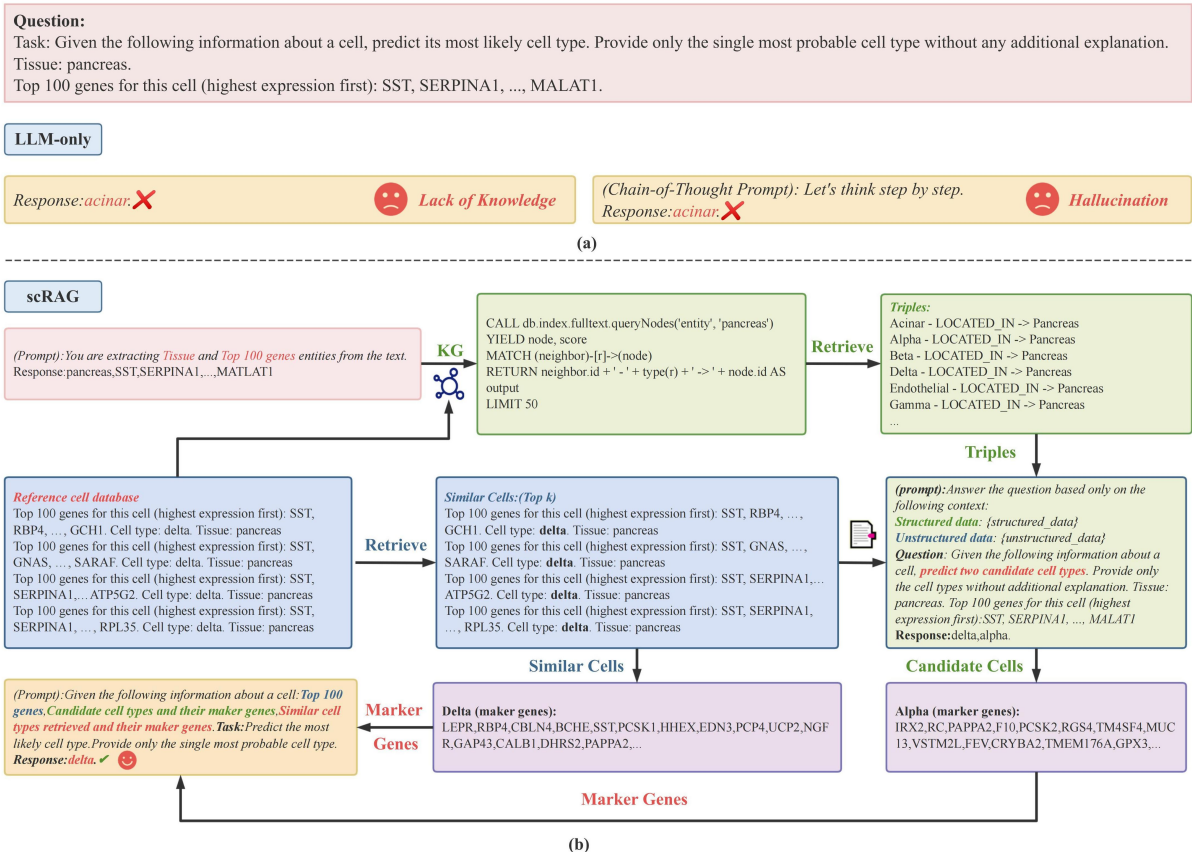 Question:
Task: Given the following information about a cell, predict its most likely cell type. Provide only the single most probable cell type without any additional explanation.
Tissue: pancreas.
Top 100 genes for this cell (highest expression first): SST, SERPINA1, ..., MALAT1.
LLM-only
Response:acinar.
Lack of Knowledge
(Chain-of-Thought Prompt): Let's think step by step.
Response:acinar.
Hallucination
(a)
scRAG
(Prompt):You are extracting Tissue and Top 100 genes entities from the text.
Response:pancreas,SST,SERPINA1,...,MATLAT1
KG
CALL db.index.fulltext.queryNodes('entity', 'pancreas')
YIELD node, score
MATCH (neighbor)-[r]->(node)
RETURN neighbor.id + ' - ' + type(r) + ' -> ' + node.id AS
output
LIMIT 50
Retrieve
Triples:
Acinar - LOCATED_IN -> Pancreas
Alpha - LOCATED_IN -> Pancreas
Beta - LOCATED_IN -> Pancreas
Delta - LOCATED_IN -> Pancreas
Endothelial - LOCATED_IN -> Pancreas
Gamma - LOCATED_IN -> Pancreas
...
Triples
Reference cell database
Top 100 genes for this cell (highest expression first): SST,
RBP4, ... , GCH1. Cell type: delta. Tissue: pancreas
Top 100 genes for this cell (highest expression first): SST,
GNAS, ... , SARAF. Cell type: delta. Tissue: pancreas
Top 100 genes for this cell (highest expression first): SST,
SERPINA1,... ATP5G2. Cell type: delta. Tissue: pancreas
Top 100 genes for this cell (highest expression first): SST,
SERPINA1, ... , RPL35. Cell type: delta. Tissue: pancreas
Retrieve
Similar Cells:(Top k)
Top 100 genes for this cell (highest expression first): SST, RBP4, ... ,
GCH1. Cell type: delta. Tissue: pancreas
Top 100 genes for this cell (highest expression first): SST, GNAS, ... ,
SARAF. Cell type: delta. Tissue: pancreas
Top 100 genes for this cell (highest expression first): SST, SERPINA1,...
ATP5G2. Cell type: delta. Tissue: pancreas
Top 100 genes for this cell (highest expression first): SST, SERPINA1,
... , RPL35. Cell type: delta. Tissue: pancreas
(prompt):Answer the question based only on the
following context:
Structured data: {structured_data}
Unstructured data: {unstructured_data}
Question: Given the following information about a
cell, predict two candidate cell types. Provide only
the cell types without additional explanation. Tissue:
pancreas. Top 100 genes for this cell (highest
expression first):SST, SERPINA1, ..., MALAT1
Response:delta,alpha.
Similar Cells
Candidate Cells
(Prompt):Given the following information about a cell:Top 100
genes,Candidate cell types and their maker genes,Similar cell
types retrieved and their maker genes.Task:Predict the most
likely cell type.Provide only the single most probable cell type.
Response:delta.
Marker
Genes
Delta (maker genes):
LEPR,RBP4,CBLN4,BCHE,SST,PCSK1,HHEX,EDN3,PCP4,UCP2,NGF
R,GAP43,CALB1,DHRS2,PAPPA2,...
Alpha (marker genes):
IRX2,RC,PAPPA2,F10,PCSK2,RGS4,TM4SF4,MUC
13,VSTM2L,FEV,CRYBA2,TMEM176A,GPX3,...
Marker Genes
(b)